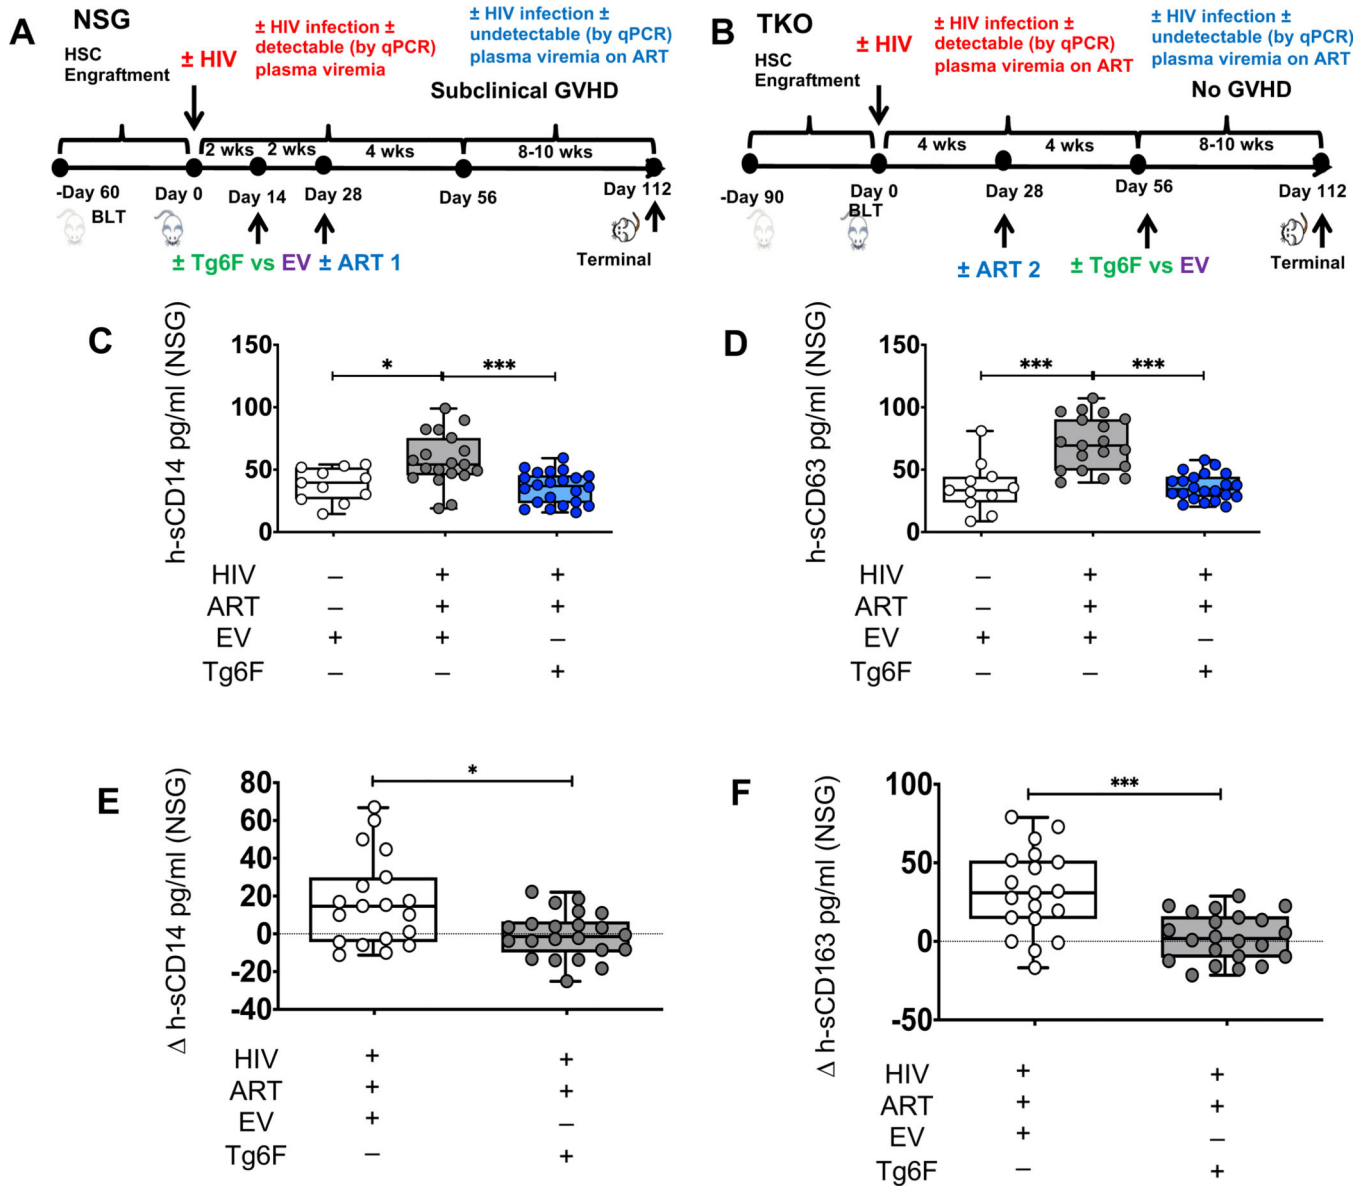 A
NSG
HSC
Engraftment
± HIV
± HIV infection ±
detectable (by qPCR)
plasma viremia
± HIV infection ±
undetectable (by qPCR)
plasma viremia on ART
Subclinical GVHD
2 wks
2 wks
4 wks
8-10 wks
-Day 60
Day 0
Day 14
Day 28
Day 56
Day 112
BLT
Terminal
± Tg6F vs EV
± ART 1
B
TKO
HSC
Engraftment
± HIV
± HIV infection ±
detectable (by qPCR)
plasma viremia on ART
± HIV infection ±
undetectable (by qPCR)
plasma viremia on ART
No GVHD
4 wks
4 wks
8-10 wks
-Day 90
Day 0
BLT
Day 28
Day 56
Day 112
Terminal
± ART 2
± Tg6F vs EV
C
h-sCD14 pg/ml (NSG)
150
100
50
0
*
***
HIV – + +
ART – + +
EV + + –
Tg6F – – +
D
h-sCD63 pg/ml (NSG)
150
100
50
0
***
***
HIV – + +
ART – + +
EV + + –
Tg6F – – +
E
Δ h-sCD14 pg/ml (NSG)
80
60
40
20
0
-20
-40
*
HIV + +
ART + +
EV + –
Tg6F – +
F
Δ h-sCD163 pg/ml (NSG)
100
50
0
-50
***
HIV + +
ART + +
EV + –
Tg6F – +